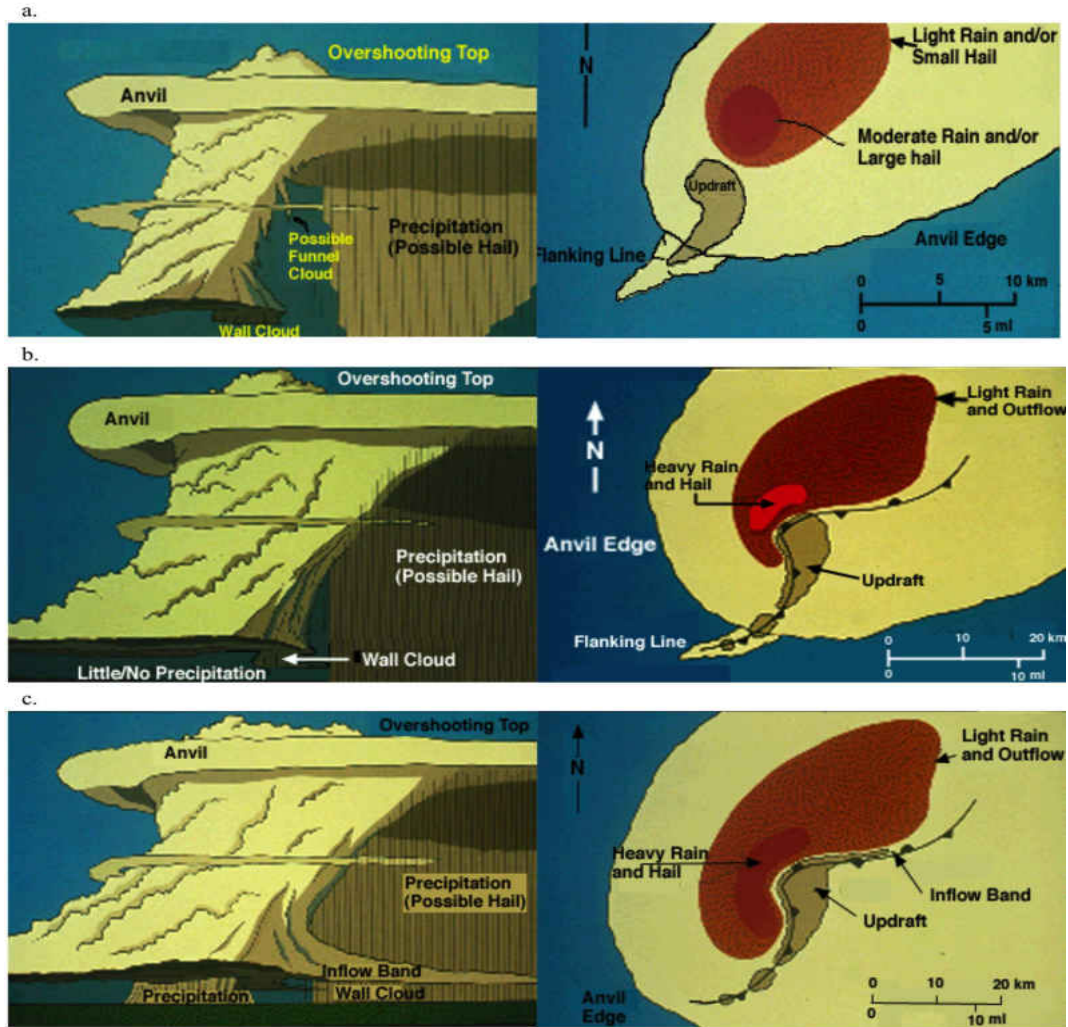 a.
Overshooting Top
Anvil
Possible
Funnel
Cloud
Precipitation
(Possible Hail)
Wall Cloud
N
Light Rain and/or
Small Hail
Moderate Rain and/or
Large hail
Updraft
Flanking Line
Anvil Edge
0 5 10 km
0 5 ml
b.
Overshooting Top
Anvil
Precipitation
(Possible Hail)
Wall Cloud
Little/No Precipitation
N
Light Rain
and Outflow
Heavy Rain
and Hail
Anvil Edge
Updraft
Flanking Line
0 10 20 km
0 10 ml
c.
Overshooting Top
Anvil
Precipitation
(Possible Hail)
Inflow Band
Wall Cloud
Precipitation
N
Light Rain
and Outflow
Heavy Rain
and Hail
Inflow Band
Updraft
Anvil
Edge
0 10 20 km
0 10 ml